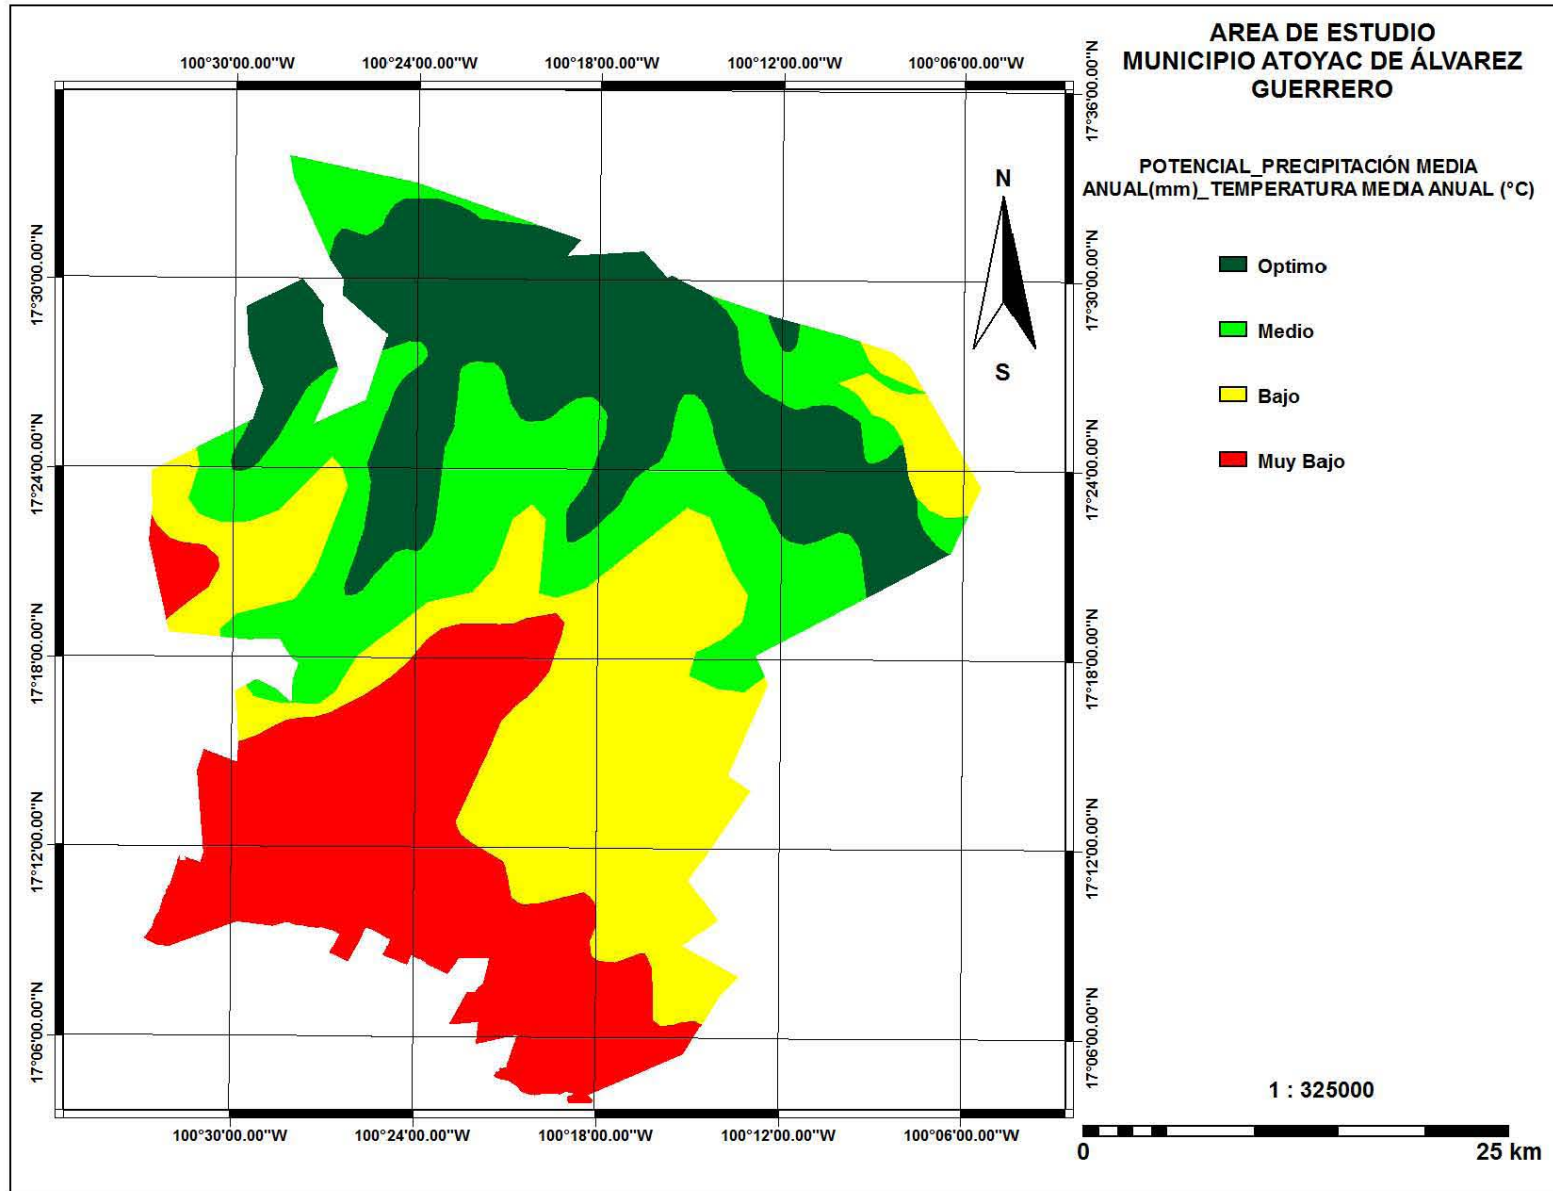 AREA DE ESTUDIO
MUNICIPIO ATOYAC DE ÁLVAREZ
GUERRERO
POTENCIAL_PRECIPITACIÓN MEDIA
ANUAL(mm)_TEMPERATURA MEDIA ANUAL (°C)
N
S
Optimo
Medio
Bajo
Muy Bajo
100°30'00.00"W 100°24'00.00"W 100°18'00.00"W 100°12'00.00"W 100°06'00.00"W
17°36'00.00"N
17°30'00.00"N
17°30'00.00"N
17°24'00.00"N
17°24'00.00"N
17°18'00.00"N
17°18'00.00"N
17°12'00.00"N
17°12'00.00"N
17°06'00.00"N
17°06'00.00"N
100°30'00.00"W 100°24'00.00"W 100°18'00.00"W 100°12'00.00"W 100°06'00.00"W
1 : 325000
0 25 km